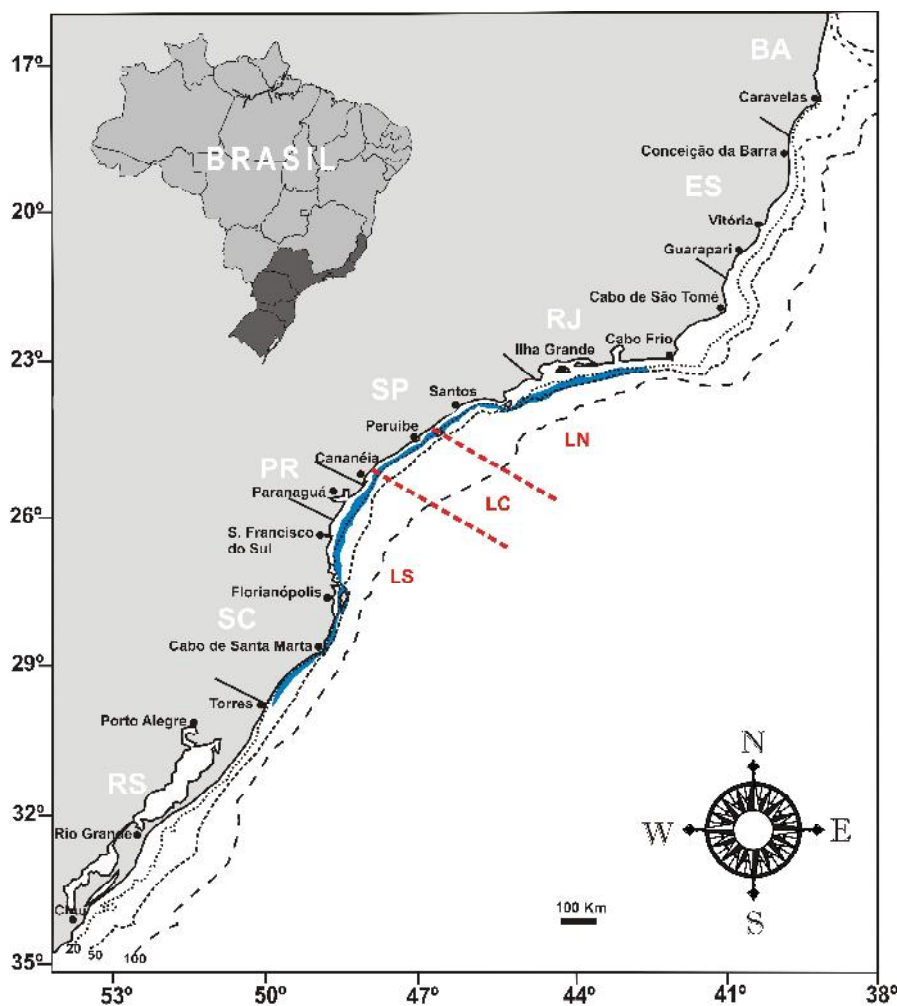 BA
17º
Caravelas
BRASIL
Conceição da Barra
ES
20º
Vitória
Guarapari
Cabo de São Tomé
RJ
Cabo Frio
Ilha Grande
23º
SP
Santos
Peruibe
LN
Cananéia
PR
LC
Paranaguá
26º
S. Francisco
do Sul
LS
Florianópolis
SC
Cabo de Santa Marta
29º
Torres
Porto Alegre
N
RS
32º
Rio Grande
W
E
100 Km
S
Chuí
20
50
100
35º
53º
50º
47º
44º
41º
38º